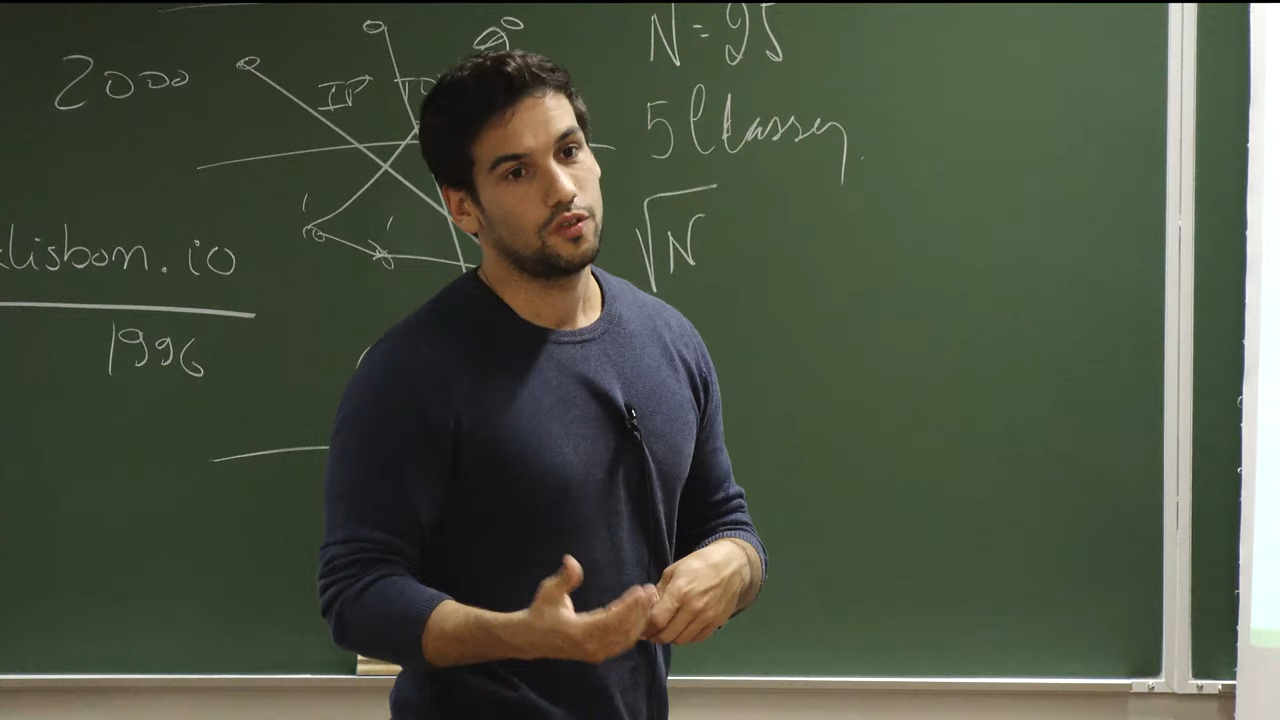 2000
IP
N = 25
5 Classes
√N
lisbon.io
1996